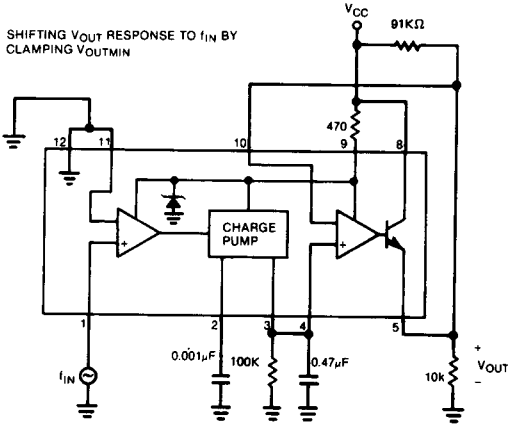 SHIFTING VOUT RESPONSE TO fIN BY
CLAMPING VOUTMIN
VCC
91KΩ
470
12
11
10
9
8
+
CHARGE
PUMP
+
1
2
3
4
5
fIN
0.001µF
100K
0.47µF
10k
+
VOUT
−